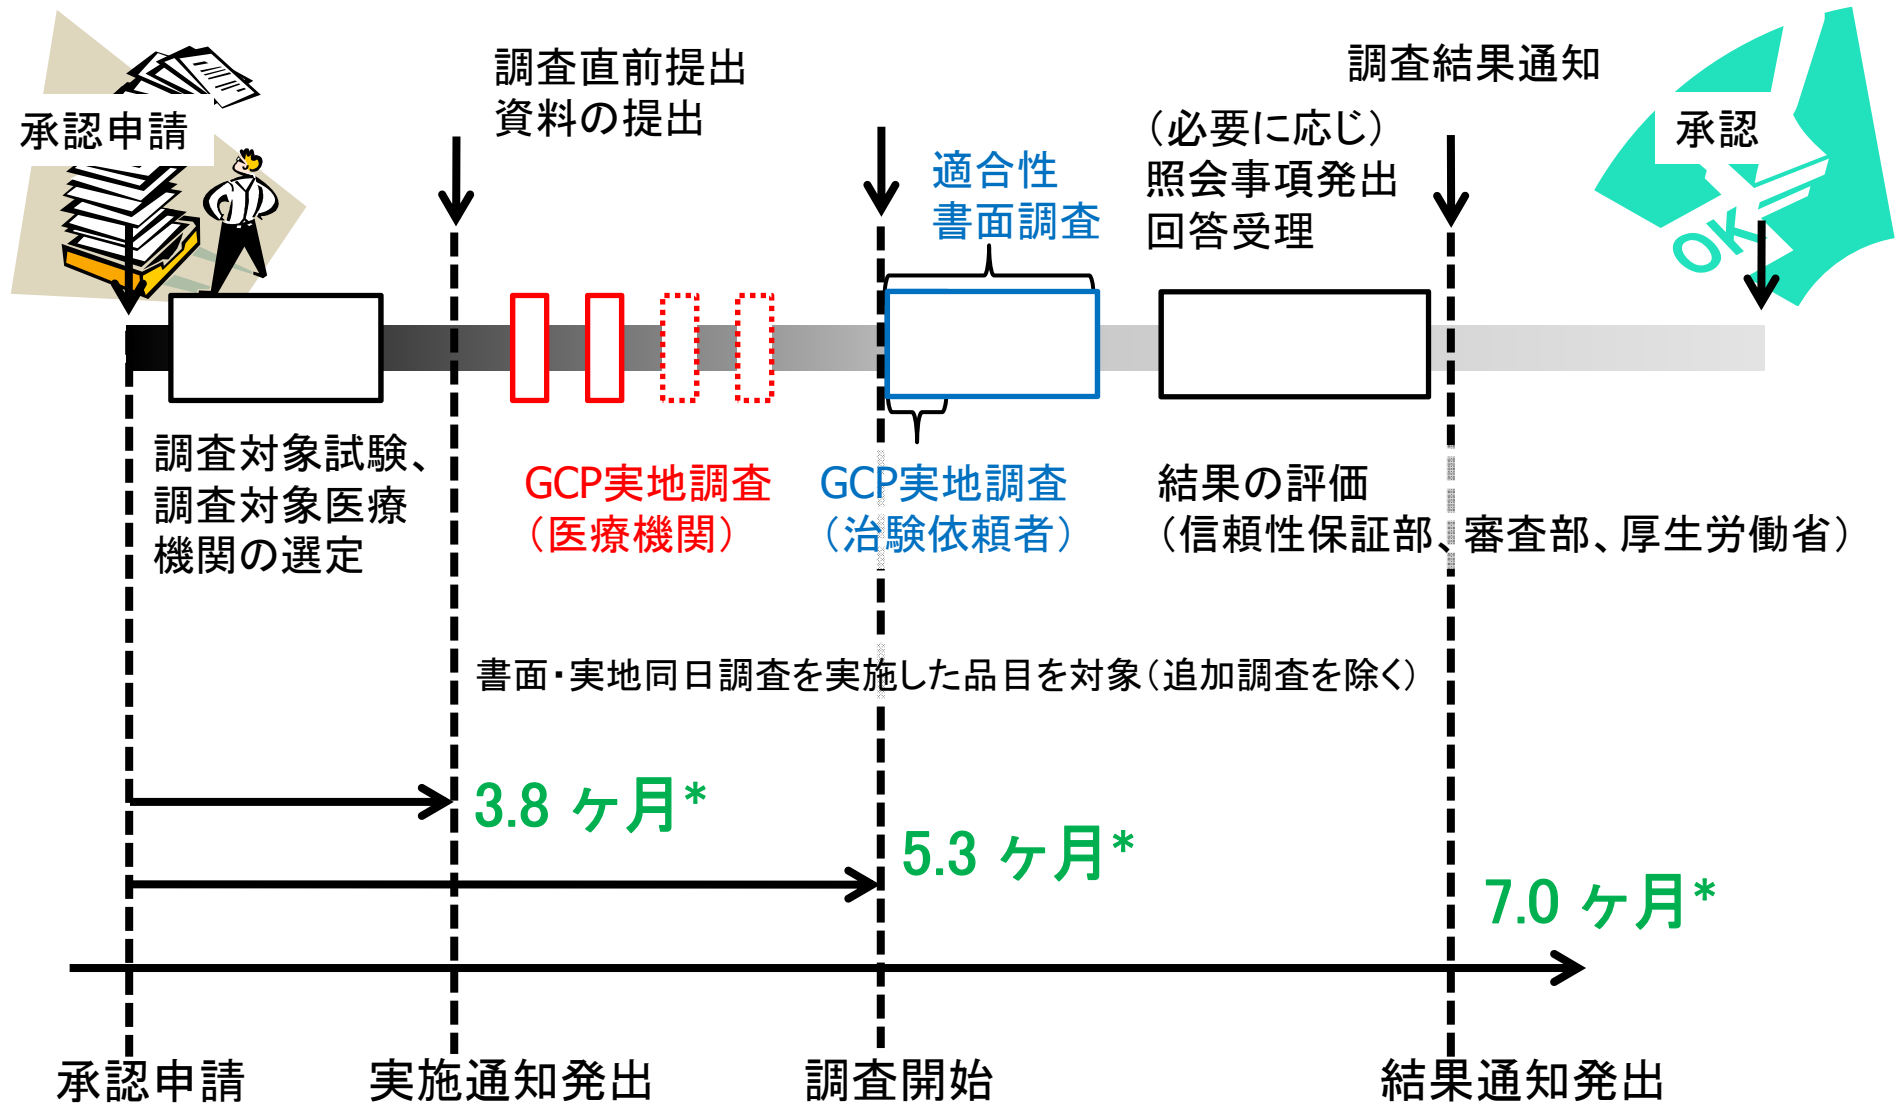 承認申請
調査直前提出
資料の提出
適合性
書面調査
(必要に応じ)
照会事項発出
回答受理
調査結果通知
承認
OK
調査対象試験、
調査対象医療
機関の選定
GCP実地調査
(医療機関)
GCP実地調査
(治験依頼者)
結果の評価
(信頼性保証部、審査部、厚生労働省)
書面・実地同日調査を実施した品目を対象(追加調査を除く)
3.8 ヶ月*
5.3 ヶ月*
7.0 ヶ月*
承認申請
実施通知発出
調査開始
結果通知発出